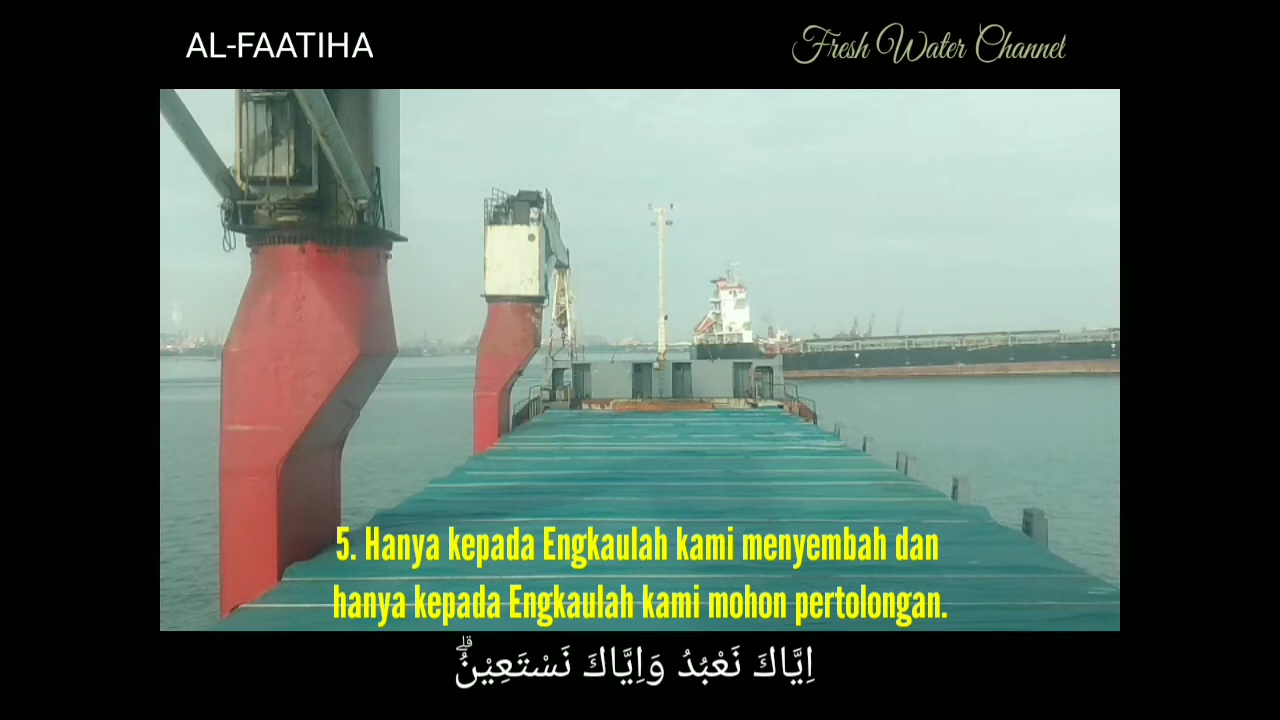 AL-FAATIHA
Fresh Water Channel
5. Hanya kepada Engkaulah kami menyembah dan
hanya kepada Engkaulah kami mohon pertolongan.
اِيَّاكَ نَعْبُدُ وَاِيَّاكَ نَسْتَعِيْنُۗ